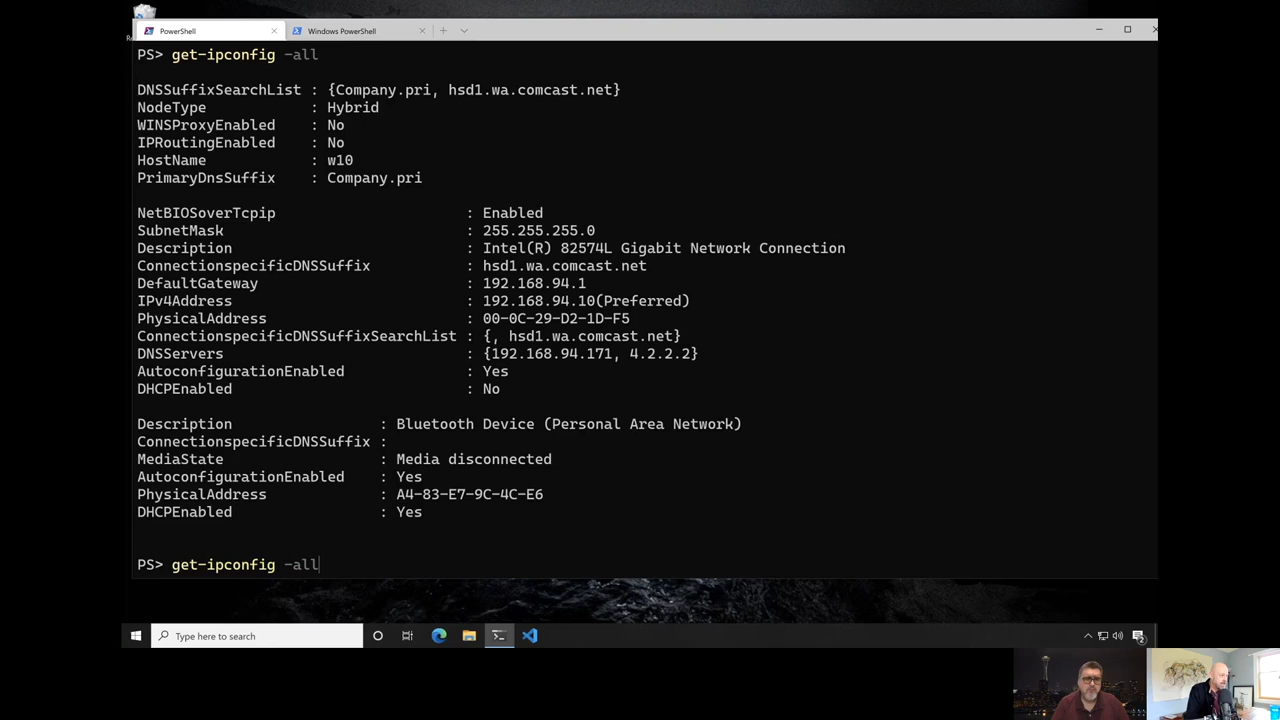 PowerShell
Windows PowerShell
PS> get-ipconfig -all
DNSSuffixSearchList : {Company.pri, hsd1.wa.comcast.net}
NodeType : Hybrid
WINSProxyEnabled : No
IPRoutingEnabled : No
HostName : w10
PrimaryDnsSuffix : Company.pri
NetBIOSoverTcpip : Enabled
SubnetMask : 255.255.255.0
Description : Intel(R) 82574L Gigabit Network Connection
ConnectionspecificDNSSuffix : hsd1.wa.comcast.net
DefaultGateway : 192.168.94.1
IPv4Address : 192.168.94.10(Preferred)
PhysicalAddress : 00-0C-29-D2-1D-F5
ConnectionspecificDNSSuffixSearchList : {, hsd1.wa.comcast.net}
DNSServers : {192.168.94.171, 4.2.2.2}
AutoconfigurationEnabled : Yes
DHCPEnabled : No
Description : Bluetooth Device (Personal Area Network)
ConnectionspecificDNSSuffix :
MediaState : Media disconnected
AutoconfigurationEnabled : Yes
PhysicalAddress : A4-83-E7-9C-4C-E6
DHCPEnabled : Yes
PS> get-ipconfig -all
Type here to search
2